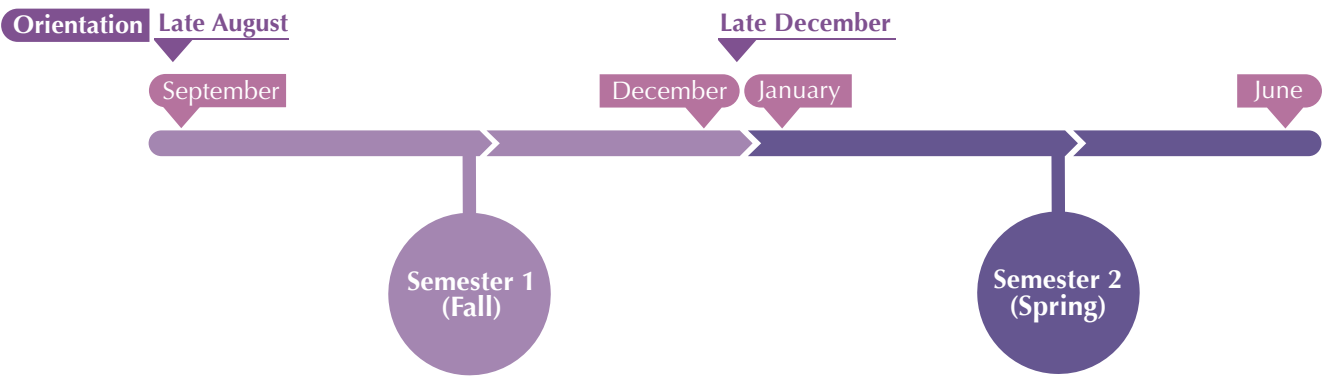 Orientation
Late August
Late December
September
December
January
June
Semester 1
(Fall)
Semester 2
(Spring)